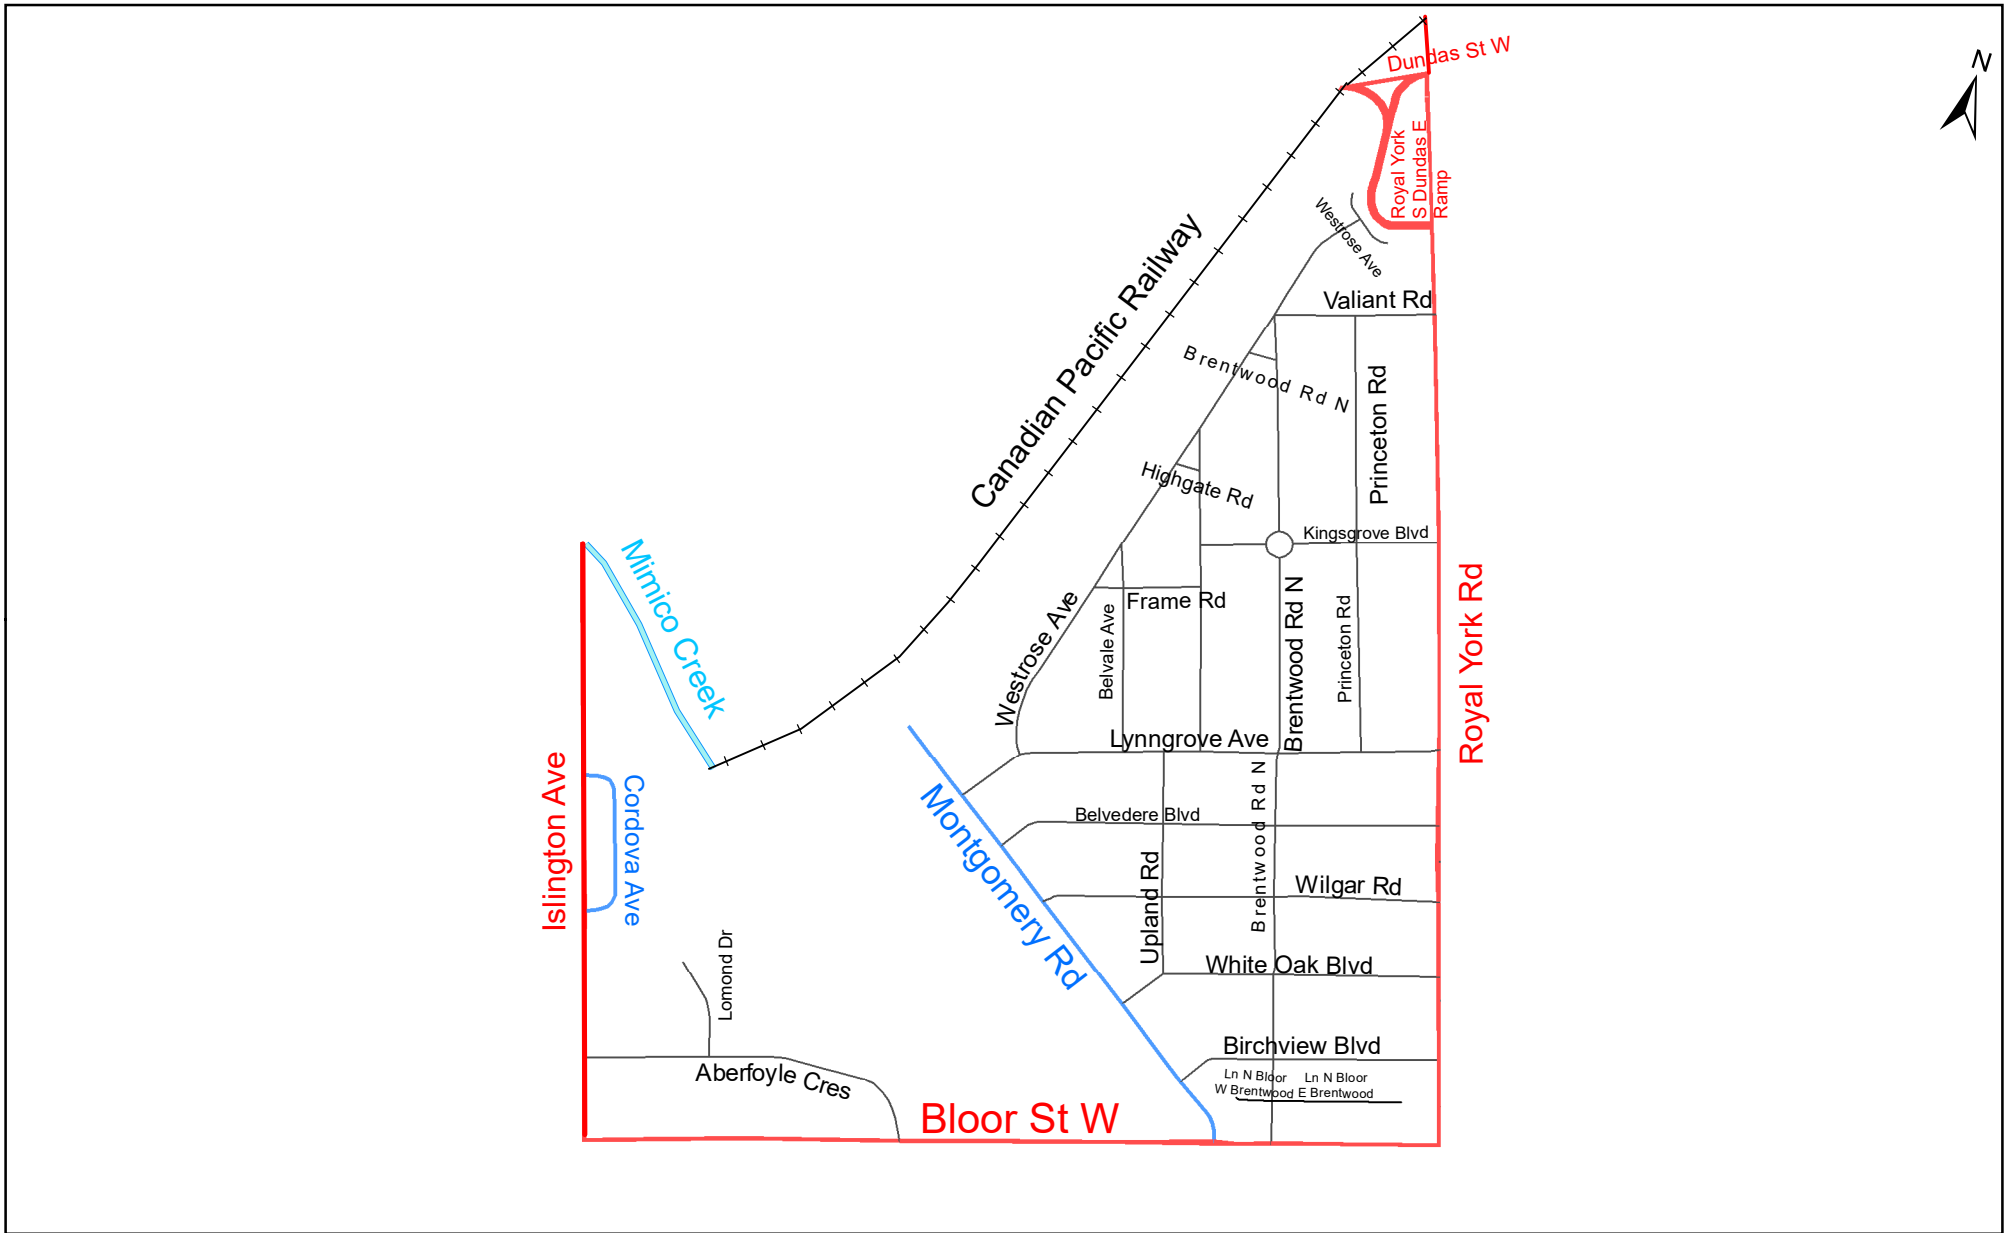 N
Dundas St W
Royal York
S Dundas E
Ramp
Westrose Ave
Canadian Pacific Railway
Valiant Rd
Brentwood Rd N
Princeton Rd
Highgate Rd
Kingsgrove Blvd
Mimico Creek
Westrose Ave
Belvale Ave
Frame Rd
Brentwood Rd N
Princeton Rd
Royal York Rd
Lynngrove Ave
Islington Ave
Cordova Ave
Montgomery Rd
Belvedere Blvd
Brentwood Rd N
Upland Rd
Wilgar Rd
Lomond Dr
White Oak Blvd
Birchview Blvd
Aberfoyle Cres
Ln N Bloor
W Brentwood
Ln N Bloor
E Brentwood
Bloor St W